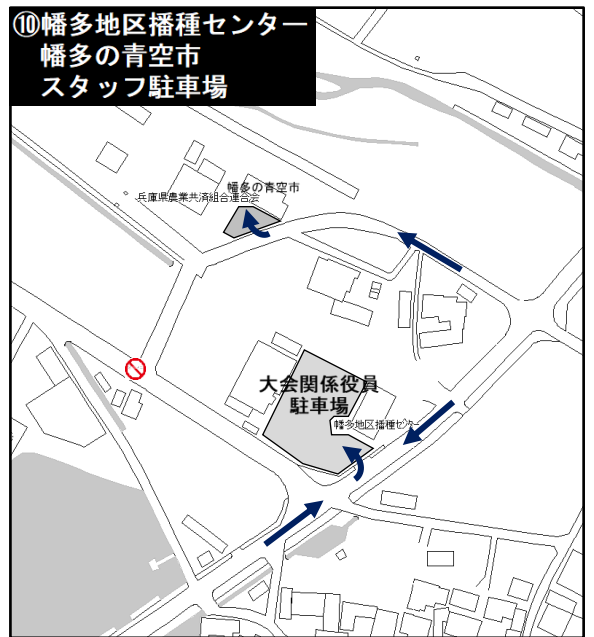 ⑩幡多地区播種センター
幡多の青空市
スタッフ駐車場
幡多の青空市
兵庫県農業共済組合連合会
大会関係役員
駐車場
幡多地区播種センター